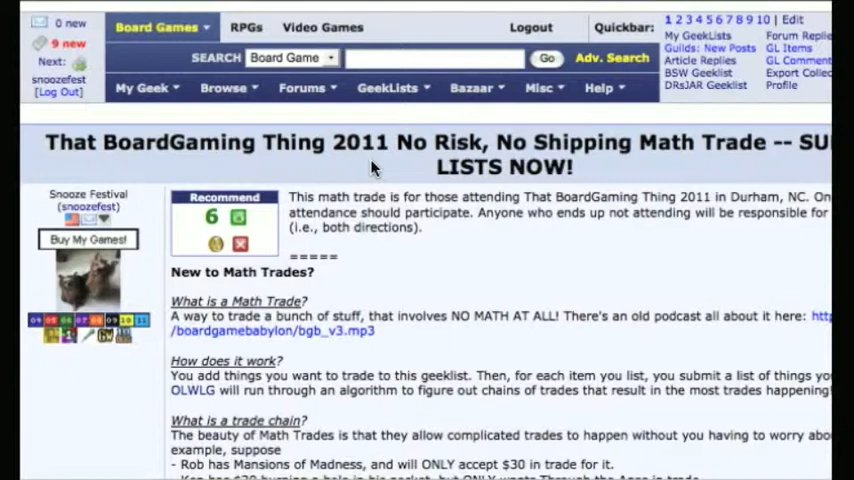 0 new
9 new
Next:
snoozefest
[Log Out]
Board Games RPGs Video Games Logout Quickbar:
SEARCH Board Game Go Adv. Search
My Geek Browse Forums GeekLists Bazaar Misc Help
1 2 3 4 5 6 7 8 9 10 | Edit
My GeekLists Forum Replie
Guilds: New Posts GL Items
Article Replies GL Comment
BSW Geeklist Export Collec
DRsJAR Geeklist Profile
That BoardGaming Thing 2011 No Risk, No Shipping Math Trade -- SU
LISTS NOW!
Snooze Festival
(snoozefest)
Buy My Games!
Recommend
6
This math trade is for those attending That BoardGaming Thing 2011 in Durham, NC. On
attendance should participate. Anyone who ends up not attending will be responsible for
(i.e., both directions).
=====
New to Math Trades?
What is a Math Trade?
A way to trade a bunch of stuff, that involves NO MATH AT ALL! There's an old podcast all about it here: htt
/boardgamebabylon/bgb_v3.mp3
How does it work?
You add things you want to trade to this geeklist. Then, for each item you list, you submit a list of things yo
OLWLG will run through an algorithm to figure out chains of trades that result in the most trades happening!
What is a trade chain?
The beauty of Math Trades is that they allow complicated trades to happen without you having to worry abo
example, suppose
- Rob has Mansions of Madness, and will ONLY accept $30 in trade for it.